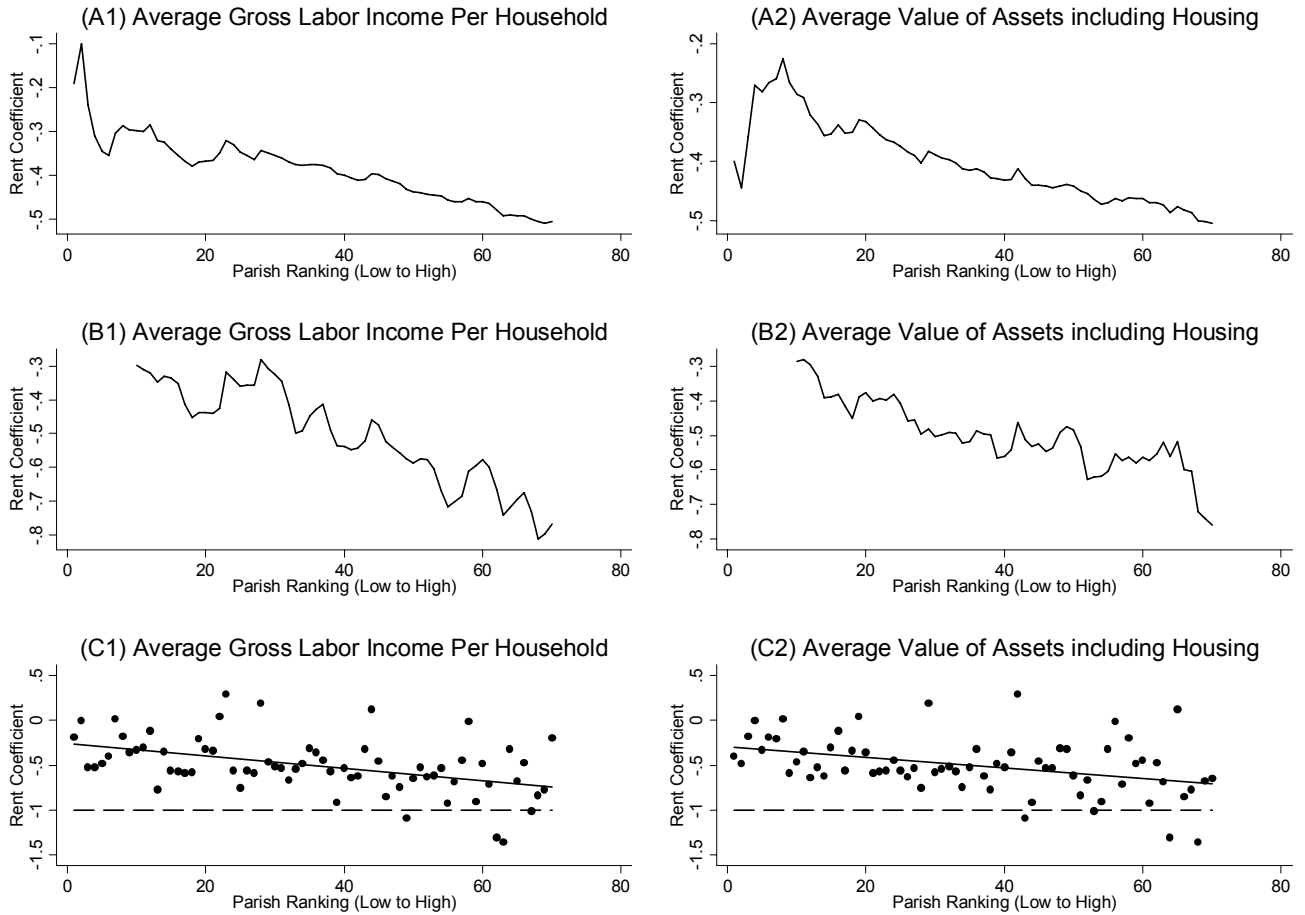 (A1) Average Gross Labor Income Per Household
Rent Coefficient
-.1
-.2
-.3
-.4
-.5
0 20 40 60 80
Parish Ranking (Low to High)
(A2) Average Value of Assets including Housing
Rent Coefficient
-.2
-.3
-.4
-.5
0 20 40 60 80
Parish Ranking (Low to High)
(B1) Average Gross Labor Income Per Household
Rent Coefficient
-.3
-.4
-.5
-.6
-.7
-.8
0 20 40 60 80
Parish Ranking (Low to High)
(B2) Average Value of Assets including Housing
Rent Coefficient
-.3
-.4
-.5
-.6
-.7
-.8
0 20 40 60 80
Parish Ranking (Low to High)
(C1) Average Gross Labor Income Per Household
Rent Coefficient
.5
0
-.5
-1
-1.5
0 20 40 60 80
Parish Ranking (Low to High)
(C2) Average Value of Assets including Housing
Rent Coefficient
.5
0
-.5
-1
-1.5
0 20 40 60 80
Parish Ranking (Low to High)